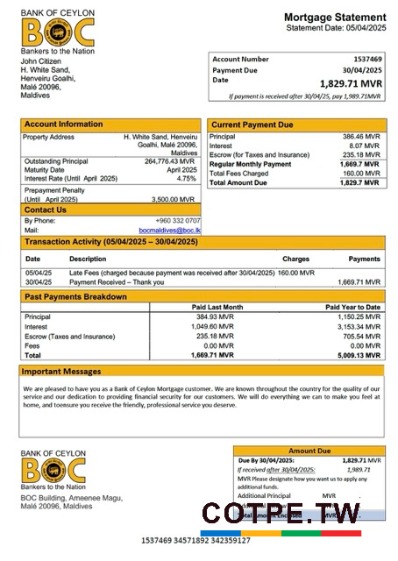 BANK OF CEYLON
BOC
Bankers to the Nation
John Citizen
H. White Sand,
Henveiru Goalhi,
Malé 20096,
Maldives
Mortgage Statement
Statement Date: 05/04/2025
Account Number 1537469
Payment Due Date 30/04/2025
1,829.71 MVR
If payment is received after 30/04/25, pay 1,989.71MVR
Account Information
Property Address H. White Sand, Henveiru
Goalhi, Malé 20096,
Maldives
Outstanding Principal 264,776.43 MVR
Maturity Date April 2025
Interest Rate (Until April 2025) 4.75%
Prepayment Penalty
(Until April 2025) 3,500.00 MVR
Contact Us
By Phone: +960 332 0707
Mail: bocmaldives@boc.lk
Current Payment Due
Principal 386.46 MVR
Interest 8.07 MVR
Escrow (for Taxes and Insurance) 235.18 MVR
Regular Monthly Payment 1,669.7 MVR
Total Fees Charged 160.00 MVR
Total Amount Due 1,829.7 MVR
Transaction Activity (05/04/2025 – 30/04/2025)
Date Description Charges Payments
05/04/25 Late Fees (charged because payment was received after 30/04/2025) 160.00 MVR
30/04/25 Payment Received – Thank you 1,669.71 MVR
Past Payments Breakdown
Paid Last Month Paid Year to Date
Principal 384.93 MVR 1,150.25 MVR
Interest 1,049.60 MVR 3,153.34 MVR
Escrow (Taxes and Insurance) 235.18 MVR 705.54 MVR
Fees 0.00 MVR 0.00 MVR
Total 1,669.71 MVR 5,009.13 MVR
Important Messages
We are pleased to have you as a Bank of Ceylon Mortgage customer. We are known throughout the country for the quality of our
service and our dedication to providing financial security for our customers. We will do everything we can to make you feel at
home, and toensure you receive the friendly, professional service you deserve.
BANK OF CEYLON
BOC
Bankers to the Nation
BOC Building, Ameenee Magu,
Malé 20096, Maldives
Amount Due
Due By 30/04/2025: 1,829.71 MVR
If received after 30/04/2025: 1,989.71
MVR Please designate how you want us to apply any
additional funds.
Additional Principal MVR
COTPE.TW
1537469 34571892 342359127